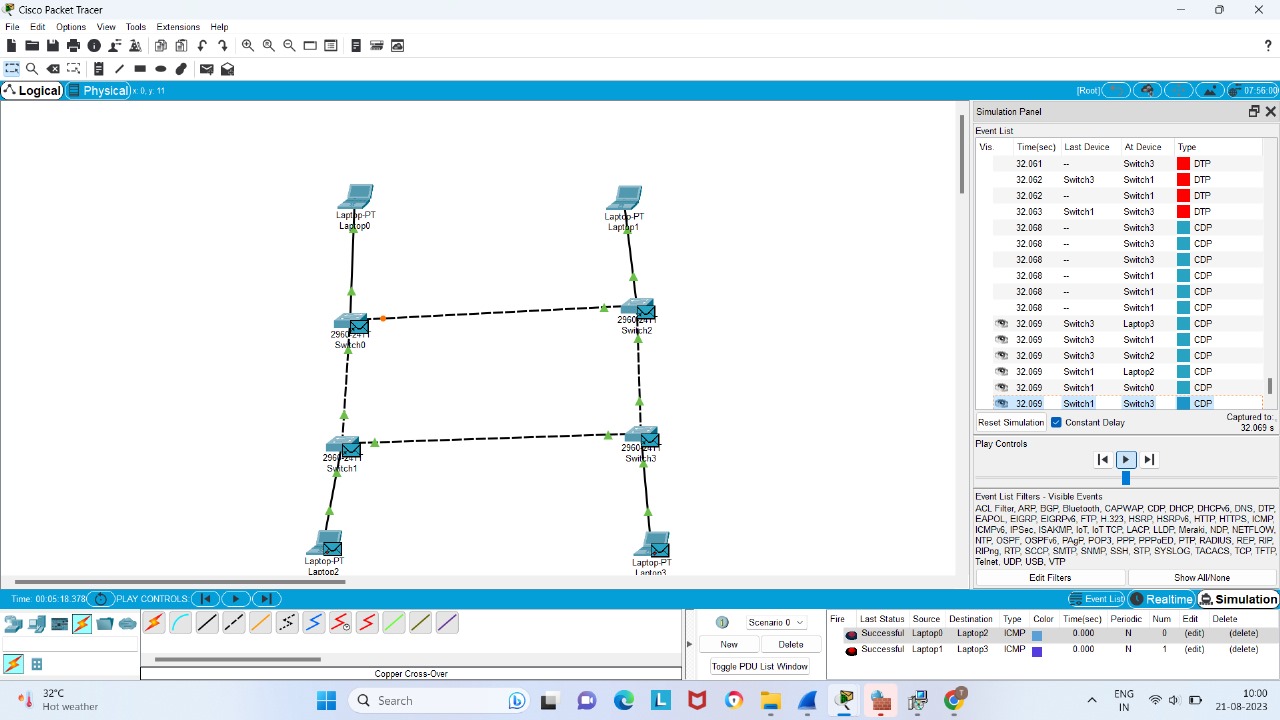 Cisco Packet Tracer
File Edit Options View Tools Extensions Help
?
Logical Physical x: 0, y: 11 [Root] 07:56:00
Simulation Panel
Event List
Vis. Time(sec) Last Device At Device Type
32.061 -- Switch3 DTP
32.062 Switch3 Switch1 DTP
32.062 -- Switch1 DTP
32.063 Switch1 Switch3 DTP
32.068 -- Switch3 CDP
32.068 -- Switch3 CDP
32.068 -- Switch3 CDP
32.068 -- Switch1 CDP
32.068 -- Switch1 CDP
32.068 -- Switch1 CDP
32.069 Switch3 Laptop3 CDP
32.069 Switch3 Switch1 CDP
32.069 Switch3 Switch2 CDP
32.069 Switch1 Laptop2 CDP
32.069 Switch1 Switch0 CDP
32.069 Switch1 Switch3 CDP
Reset Simulation Constant Delay Captured to:
32.069 s
Play Controls
Event List Filters - Visible Events
ACL Filter, ARP, BGP, Bluetooth, CAPWAP, CDP, DHCP, DHCPv6, DNS, DTP,
EAPOL, EIGRP, EIGRPv6, FTP, H.323, HSRP, HSRPv6, HTTP, HTTPS, ICMP,
ICMPv6, IPSec, ISAKMP, IoT, IoT TCP, LACP, LLDP, Meraki, NDP, NETFLOW,
NTP, OSPF, OSPFv6, PAgP, POP3, PPP, PPPoED, PTP, RADIUS, REP, RIP,
RIPng, RTP, SCCP, SMTP, SNMP, SSH, STP, SYSLOG, TACACS, TCP, TFTP,
Telnet, UDP, USB, VTP
Edit Filters Show All/None
Laptop-PT
Laptop0
Laptop-PT
Laptop1
2960-24TT
Switch0
2960-24TT
Switch2
2960-24TT
Switch1
2960-24TT
Switch3
Laptop-PT
Laptop2
Laptop-PT
Laptop3
Time: 00:05:18.378 PLAY CONTROLS: Event List Realtime Simulation
Scenario 0
New Delete
Toggle PDU List Window
Copper Cross-Over
Fire Last Status Source Destination Type Color Time(sec) Periodic Num Edit Delete
Successful Laptop0 Laptop2 ICMP 0.000 N 0 (edit) (delete)
Successful Laptop1 Laptop3 ICMP 0.000 N 1 (edit) (delete)
32°C
Hot weather
Search
L
T
ENG
IN
10:00
21-08-2023